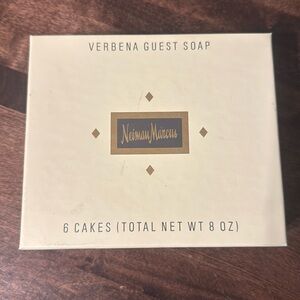 VERBENA GUEST SOAP
Neiman Marcus
6 CAKES (TOTAL NET WT 8 OZ)